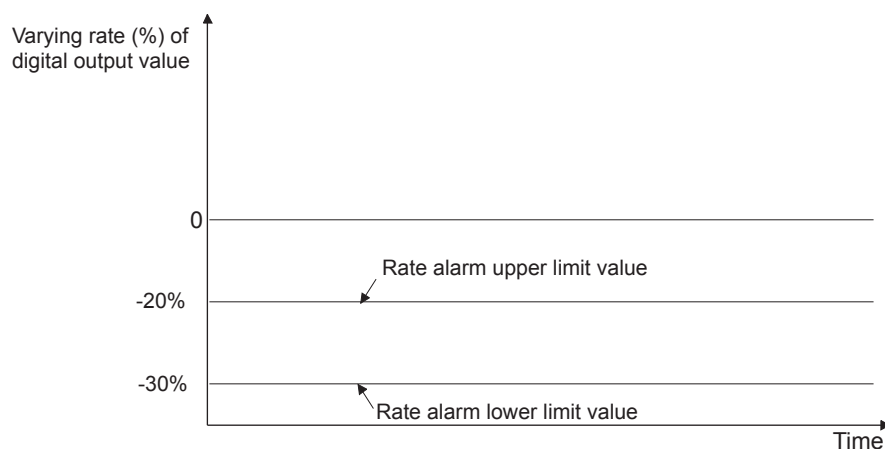 Varying rate (%) of
digital output value
0
Rate alarm upper limit value
-20%
-30%
Rate alarm lower limit value
Time